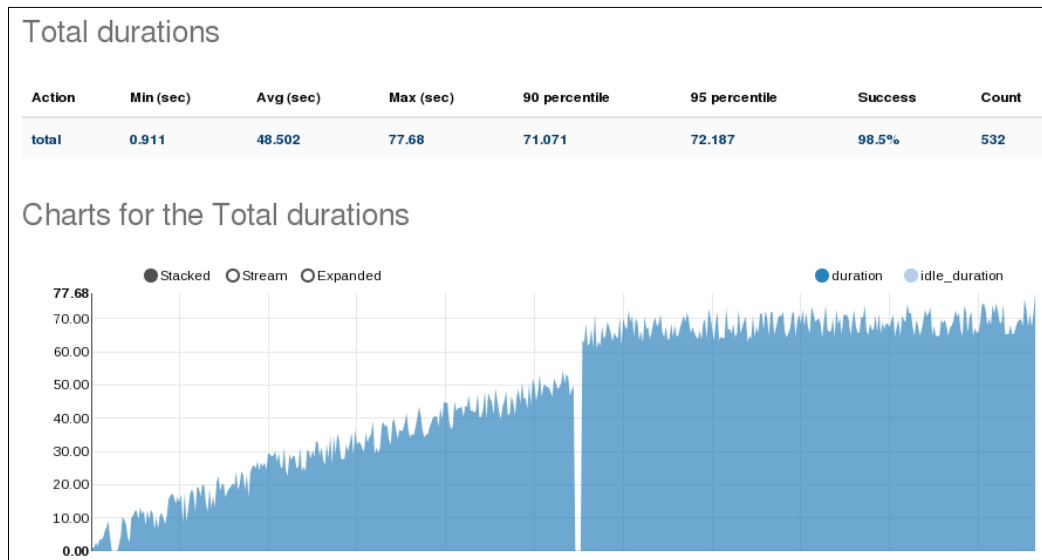 Total durations
Action Min (sec) Avg (sec) Max (sec) 90 percentile 95 percentile Success Count
total 0.911 48.502 77.68 71.071 72.187 98.5% 532
Charts for the Total durations
Stacked Stream Expanded duration idle_duration
77.68
70.00
60.00
50.00
40.00
30.00
20.00
10.00
0.00